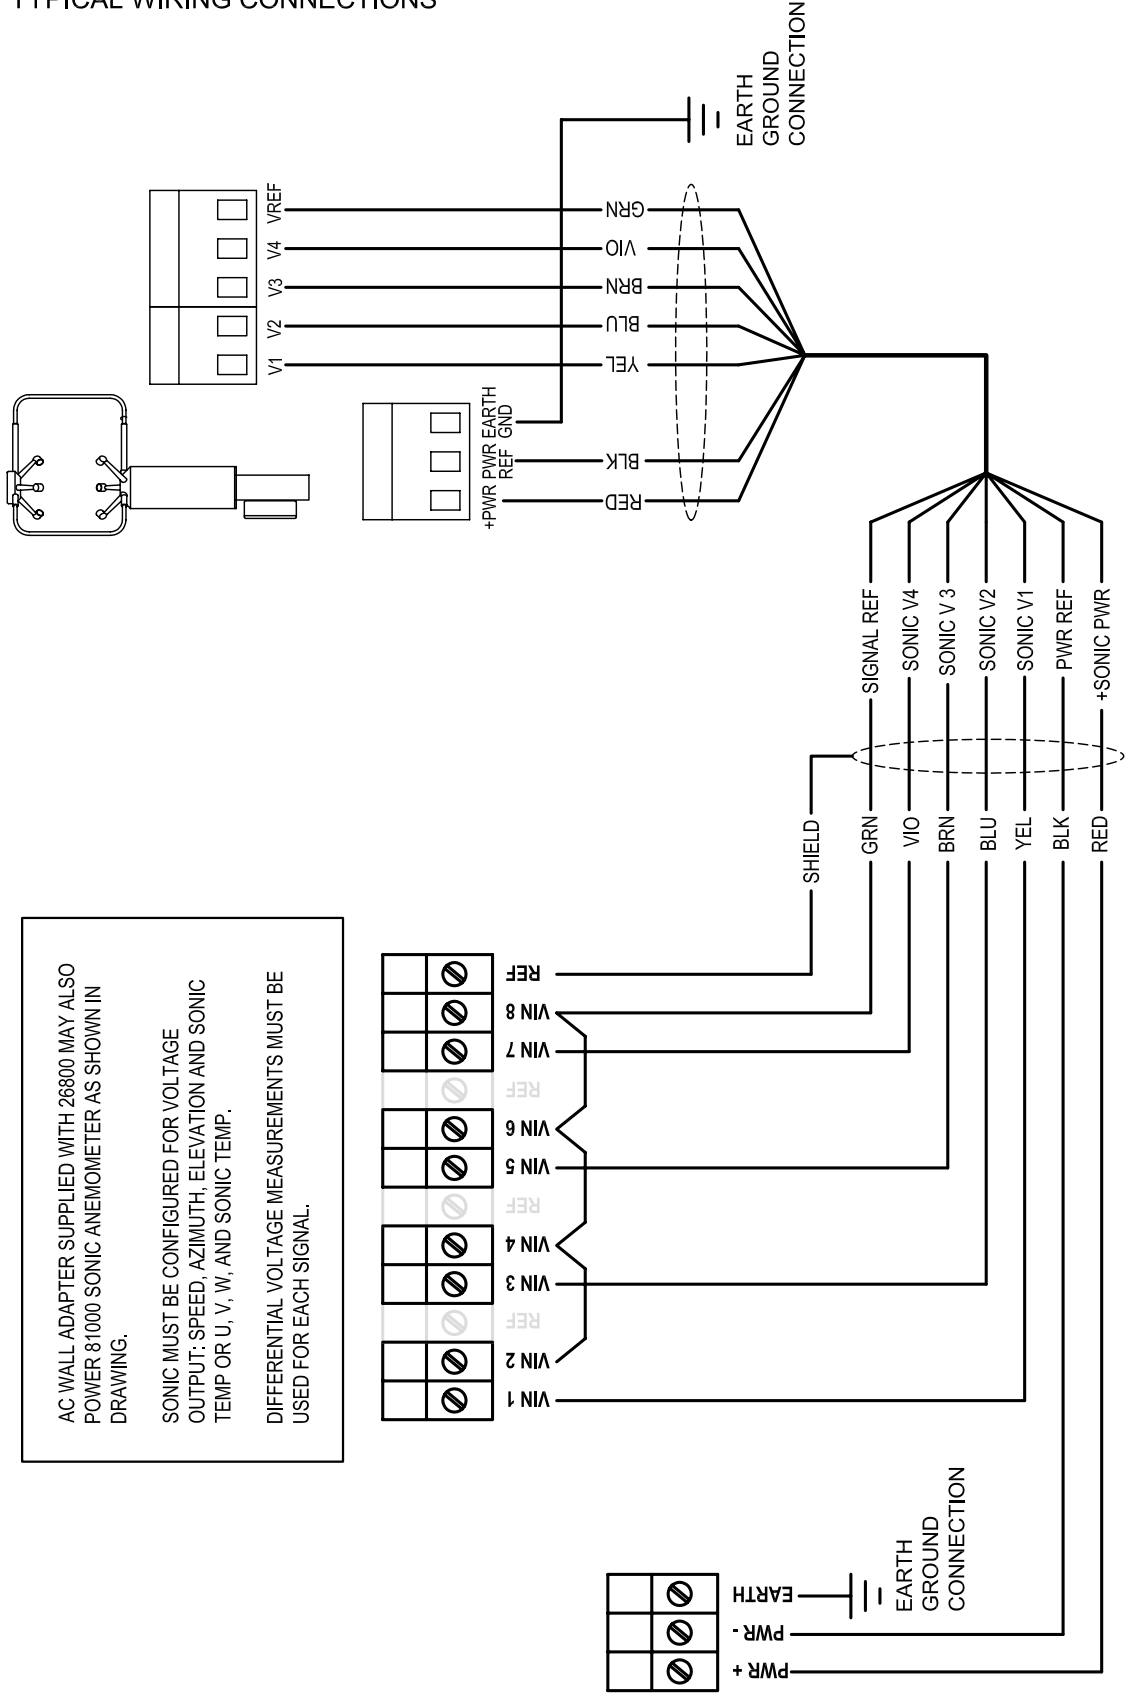 TYPICAL WIRING CONNECTIONS
EARTH
GROUND
CONNECTION
VREF
V4
V3
V2
V1
GRN
VIO
BRN
BLU
YEL
BLK
RED
EARTH
GND
PWR
REF
+PWR
SIGNAL REF
SONIC V4
SONIC V 3
SONIC V2
SONIC V1
PWR REF
+SONIC PWR
SHIELD
GRN
VIO
BRN
BLU
YEL
BLK
RED
AC WALL ADAPTER SUPPLIED WITH 26800 MAY ALSO
POWER 81000 SONIC ANEMOMETER AS SHOWN IN
DRAWING.
SONIC MUST BE CONFIGURED FOR VOLTAGE
OUTPUT: SPEED, AZIMUTH, ELEVATION AND SONIC
TEMP OR U, V, W, AND SONIC TEMP.
DIFFERENTIAL VOLTAGE MEASUREMENTS MUST BE
USED FOR EACH SIGNAL.
REF
VIN 8
VIN 7
REF
VIN 6
VIN 5
REF
VIN 4
VIN 3
REF
VIN 2
VIN 1
EARTH
PWR -
PWR +
EARTH
GROUND
CONNECTION